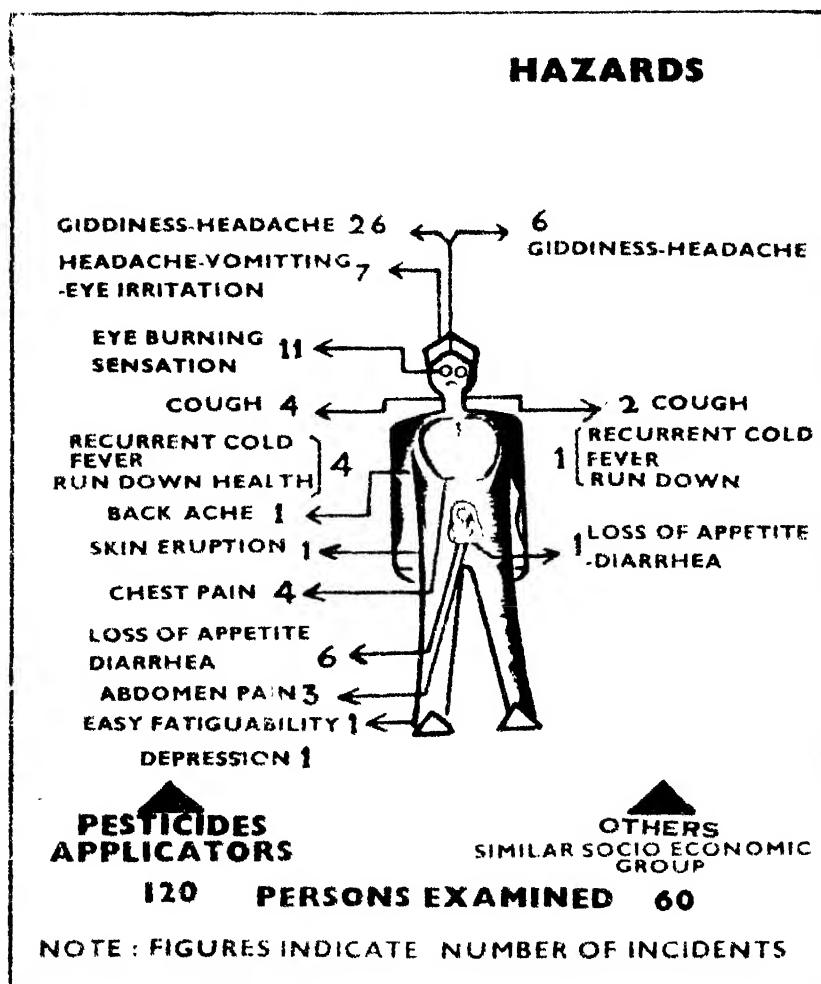 HAZARDS
GIDDINESS-HEADACHE 26
6
GIDDINESS-HEADACHE
HEADACHE-VOMITTING 7
-EYE IRRITATION
EYE BURNING 11
SENSATION
COUGH 4
2 COUGH
RECURRENT COLD
FEVER 4
RUN DOWN HEALTH
RECURRENT COLD
1 FEVER
RUN DOWN
BACK ACHE 1
SKIN ERUPTION 1
1 LOSS OF APPETITE
-DIARRHEA
CHEST PAIN 4
LOSS OF APPETITE
DIARRHEA 6
ABDOMEN PAIN 3
EASY FATIGUABILITY 1
DEPRESSION 1
PESTICIDES
APPLICATORS
OTHERS
SIMILAR SOCIO ECONOMIC
GROUP
120 PERSONS EXAMINED 60
NOTE : FIGURES INDICATE NUMBER OF INCIDENTS